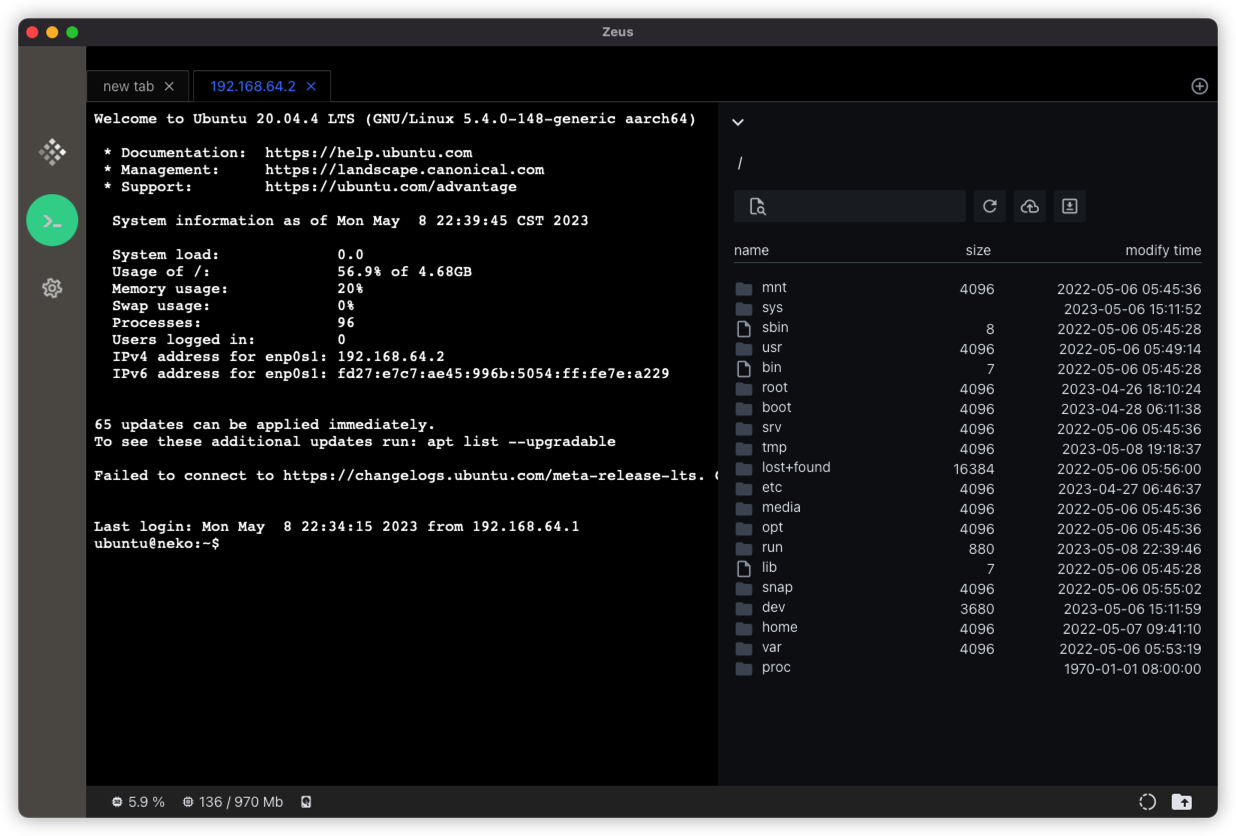 Zeus
new tab
192.168.64.2
Welcome to Ubuntu 20.04.4 LTS (GNU/Linux 5.4.0-148-generic aarch64)
* Documentation: https://help.ubuntu.com
* Management: https://landscape.canonical.com
* Support: https://ubuntu.com/advantage
System information as of Mon May 8 22:39:45 CST 2023
System load: 0.0
Usage of /: 56.9% of 4.68GB
Memory usage: 20%
Swap usage: 0%
Processes: 96
Users logged in: 0
IPv4 address for enp0s1: 192.168.64.2
IPv6 address for enp0s1: fd27:e7c7:ae45:996b:5054:ff:fe7e:a229
65 updates can be applied immediately.
To see these additional updates run: apt list --upgradable
Failed to connect to https://changelogs.ubuntu.com/meta-release-lts.
Last login: Mon May 8 22:34:15 2023 from 192.168.64.1
ubuntu@neko:~$
/
name size modify time
mnt 4096 2022-05-06 05:45:36
sys 2023-05-06 15:11:52
sbin 8 2022-05-06 05:45:28
usr 4096 2022-05-06 05:49:14
bin 7 2022-05-06 05:45:28
root 4096 2023-04-26 18:10:24
boot 4096 2023-04-28 06:11:38
srv 4096 2022-05-06 05:45:36
tmp 4096 2023-05-08 19:18:37
lost+found 16384 2022-05-06 05:56:00
etc 4096 2023-04-27 06:46:37
media 4096 2022-05-06 05:45:36
opt 4096 2022-05-06 05:45:36
run 880 2023-05-08 22:39:46
lib 7 2022-05-06 05:45:28
snap 4096 2022-05-06 05:55:02
dev 3680 2023-05-06 15:11:59
home 4096 2022-05-07 09:41:10
var 4096 2022-05-06 05:53:19
proc 1970-01-01 08:00:00
5.9 %
136 / 970 Mb